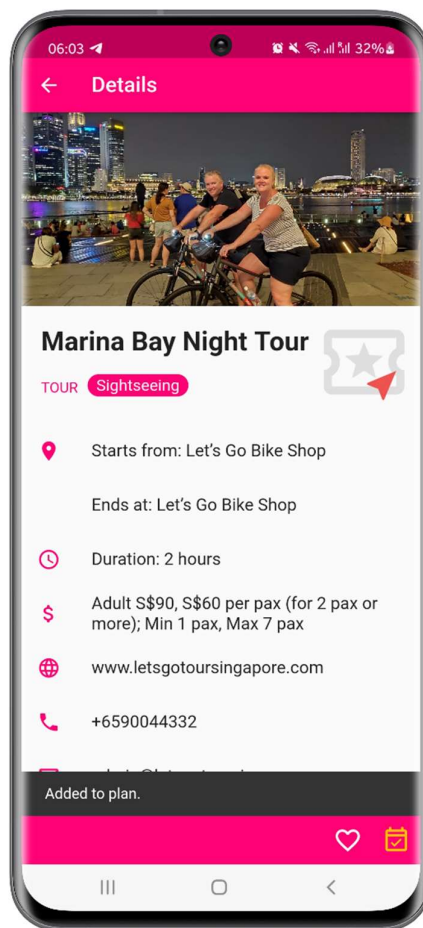 06:03
32%
Details
Marina Bay Night Tour
TOUR
Sightseeing
Starts from: Let's Go Bike Shop
Ends at: Let's Go Bike Shop
Duration: 2 hours
Adult S$90, S$60 per pax (for 2 pax or
more); Min 1 pax, Max 7 pax
www.letsgotoursingapore.com
+6590044332
Added to plan.